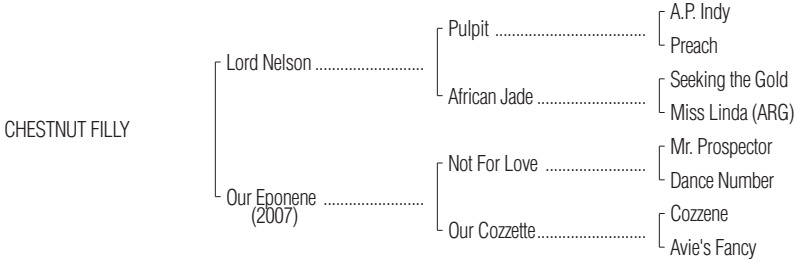 A.P. Indy
Pulpit ................................
Preach
Lord Nelson .......................
Seeking the Gold
African Jade .......................
Miss Linda (ARG)
CHESTNUT FILLY
Mr. Prospector
Not For Love .....................
Dance Number
Our Eponene .....................
(2007)
Cozzene
Our Cozzette.......................
Avie's Fancy